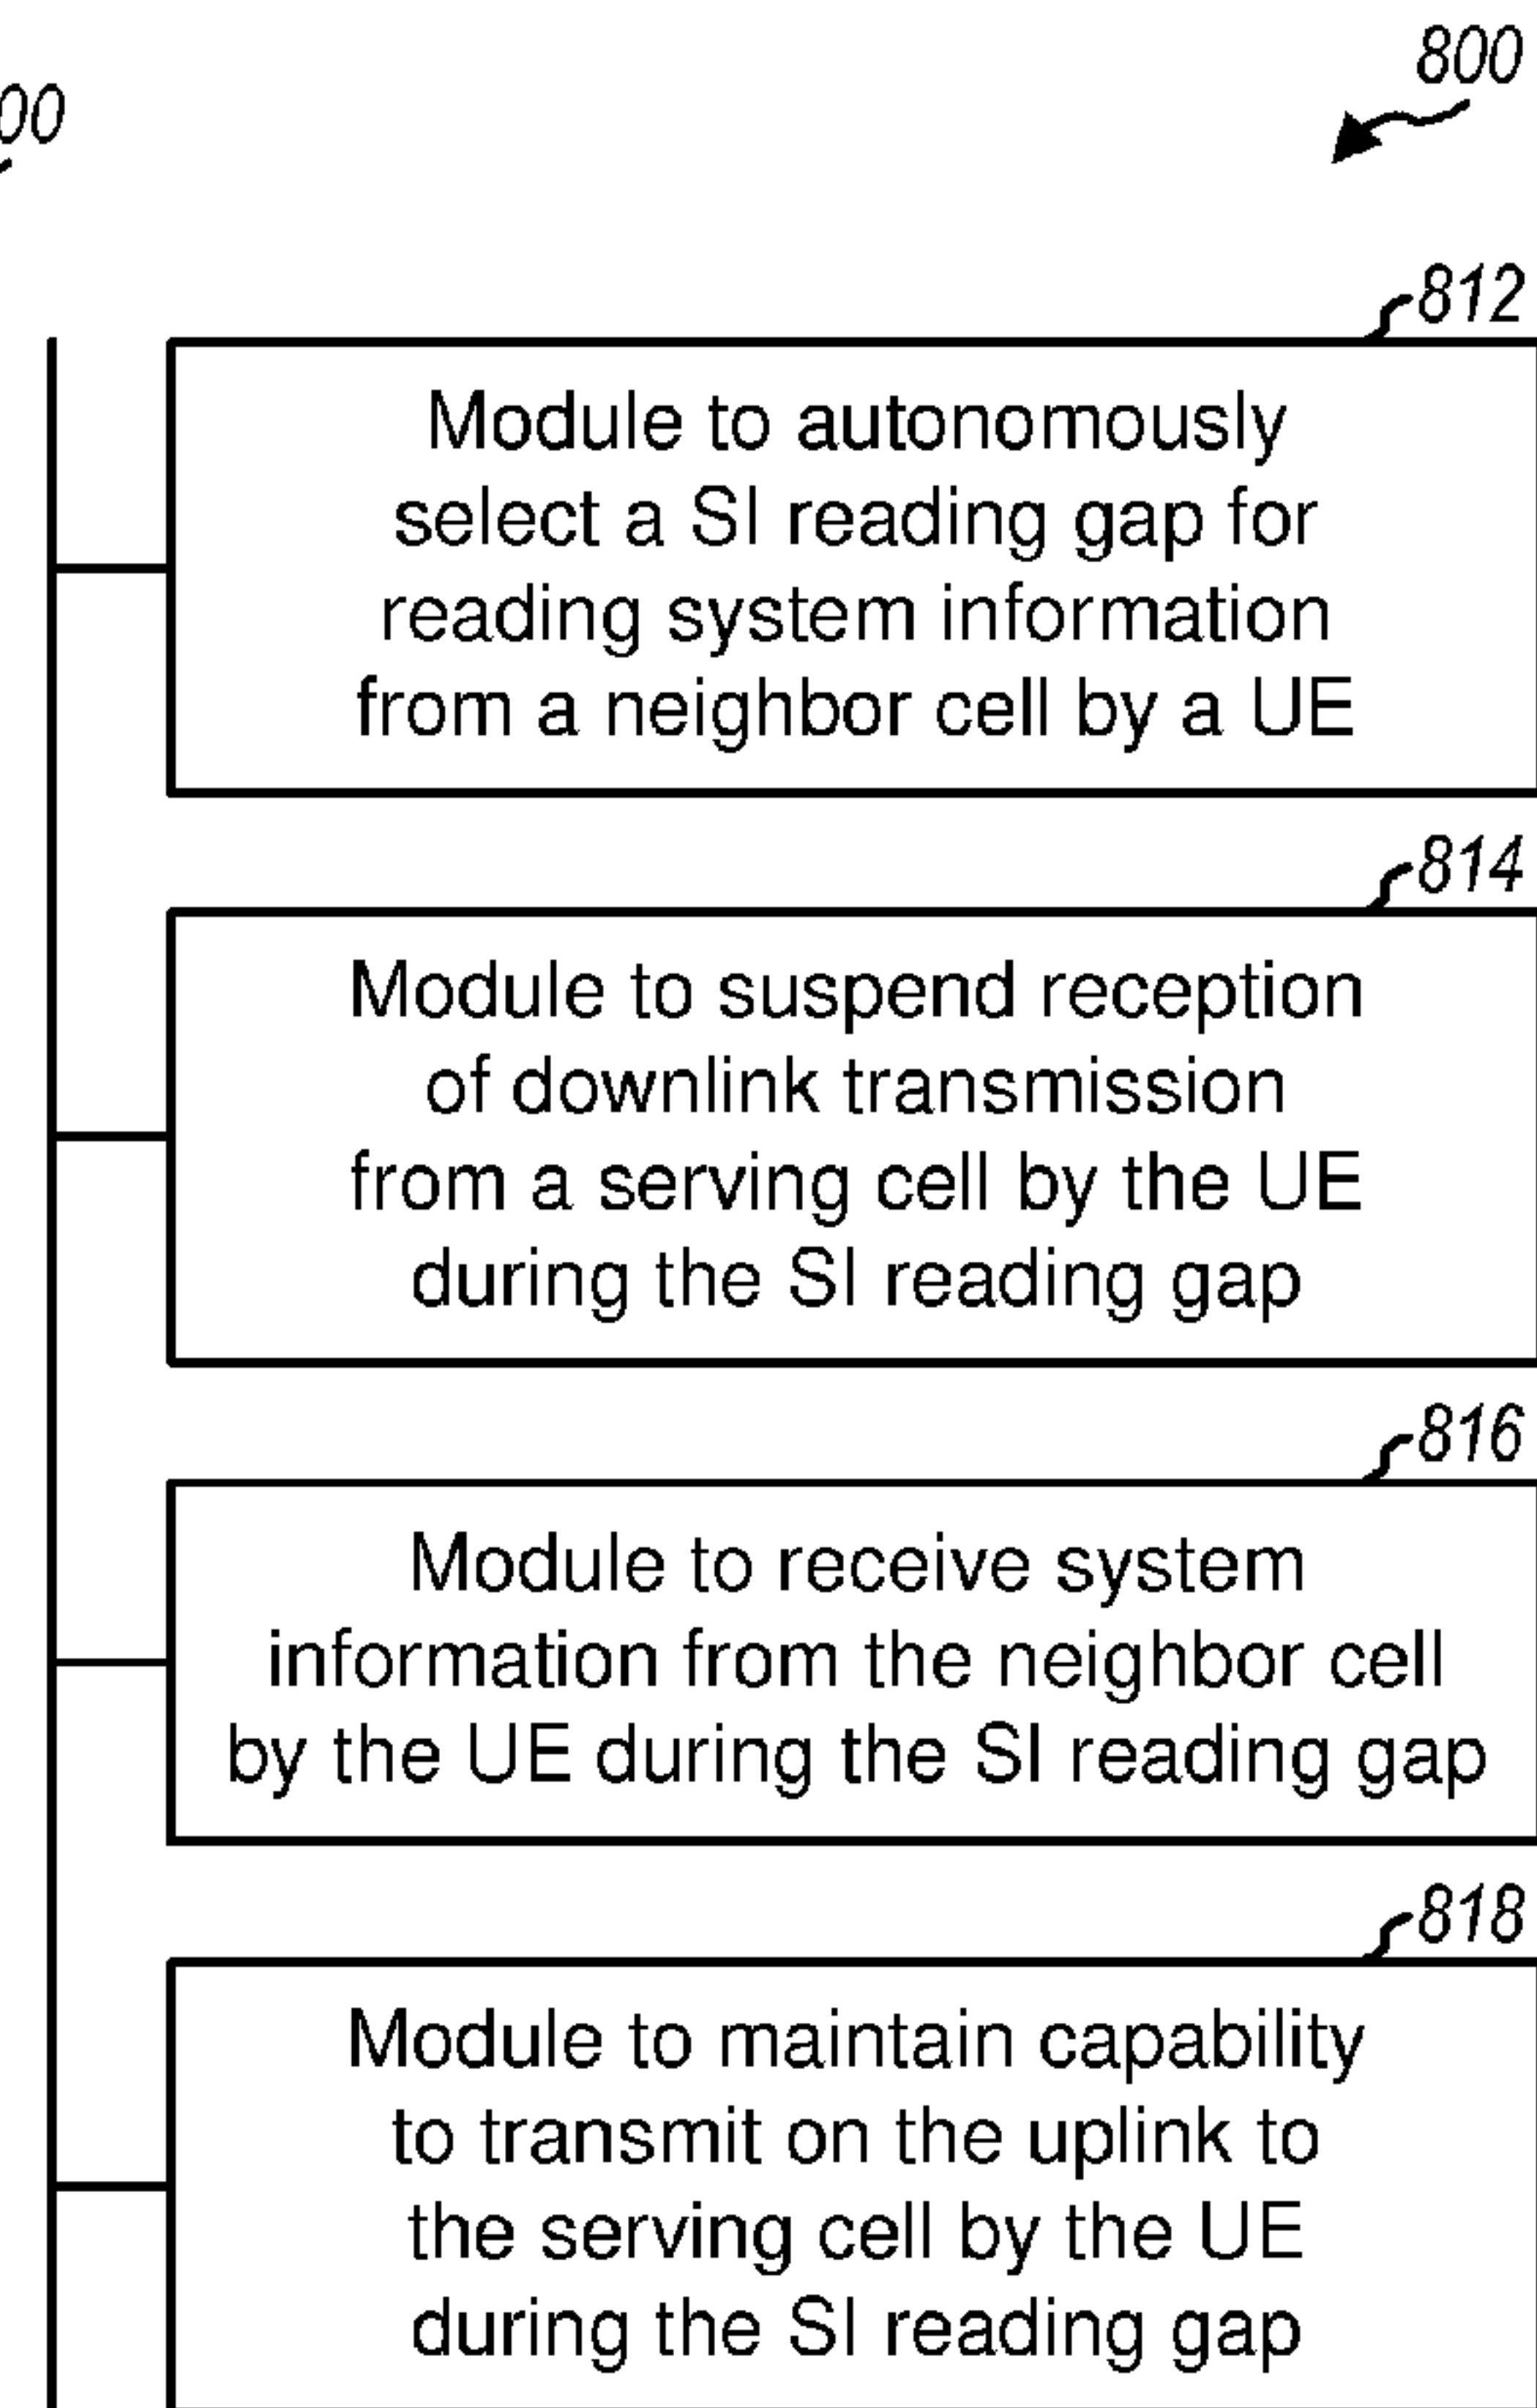 800
00
812
Module to autonomously
select a SI reading gap for
reading system information
from a neighbor cell by a UE
814
Module to suspend reception
of downlink transmission
from a serving cell by the UE
during the SI reading gap
816
Module to receive system
information from the neighbor cell
by the UE during the SI reading gap
818
Module to maintain capability
to transmit on the uplink to
the serving cell by the UE
during the SI reading gap